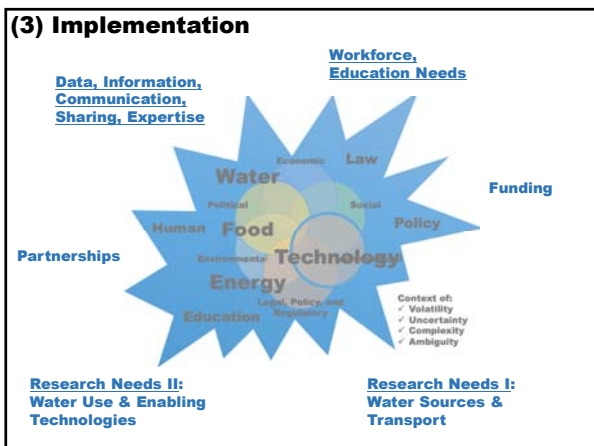 (3) Implementation
Workforce,
Education Needs
Data, Information,
Communication,
Sharing, Expertise
Economic
Law
Water
Funding
Political
Social
Policy
Human
Food
Partnerships
Environmental
Technology
Energy
Legal, Policy, and
Regulatory
Education
Context of:
✓ Volatility
✓ Uncertainty
✓ Complexity
✓ Ambiguity
Research Needs II:
Water Use & Enabling
Technologies
Research Needs I:
Water Sources &
Transport